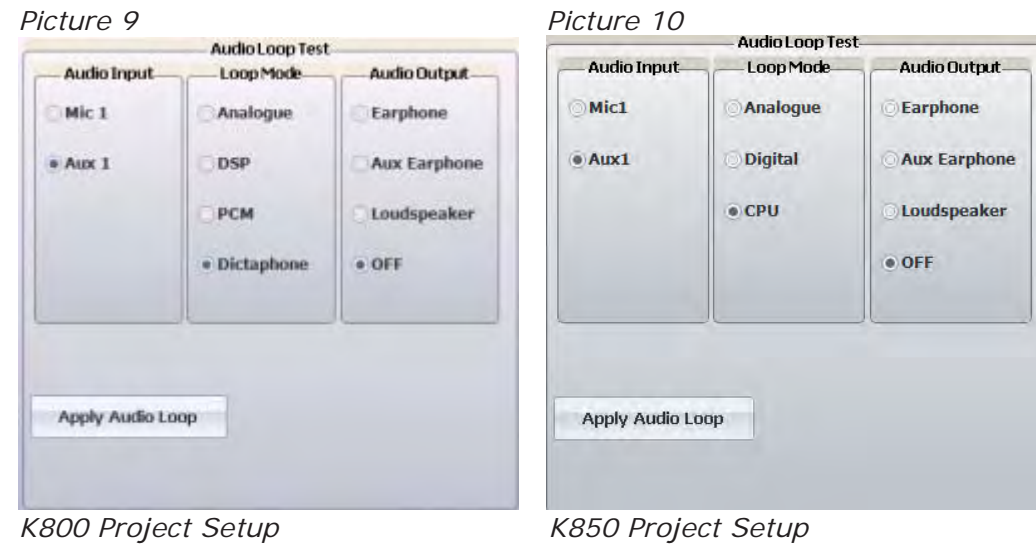 Picture 9
Audio Loop Test
Audio Input
Mic 1
Aux 1
Loop Mode
Analogue
DSP
PCM
Dictaphone
Audio Output
Earphone
Aux Earphone
Loudspeaker
OFF
Apply Audio Loop
K800 Project Setup
Picture 10
Audio Loop Test
Audio Input
Mic1
Aux1
Loop Mode
Analogue
Digital
CPU
Audio Output
Earphone
Aux Earphone
Loudspeaker
OFF
Apply Audio Loop
K850 Project Setup